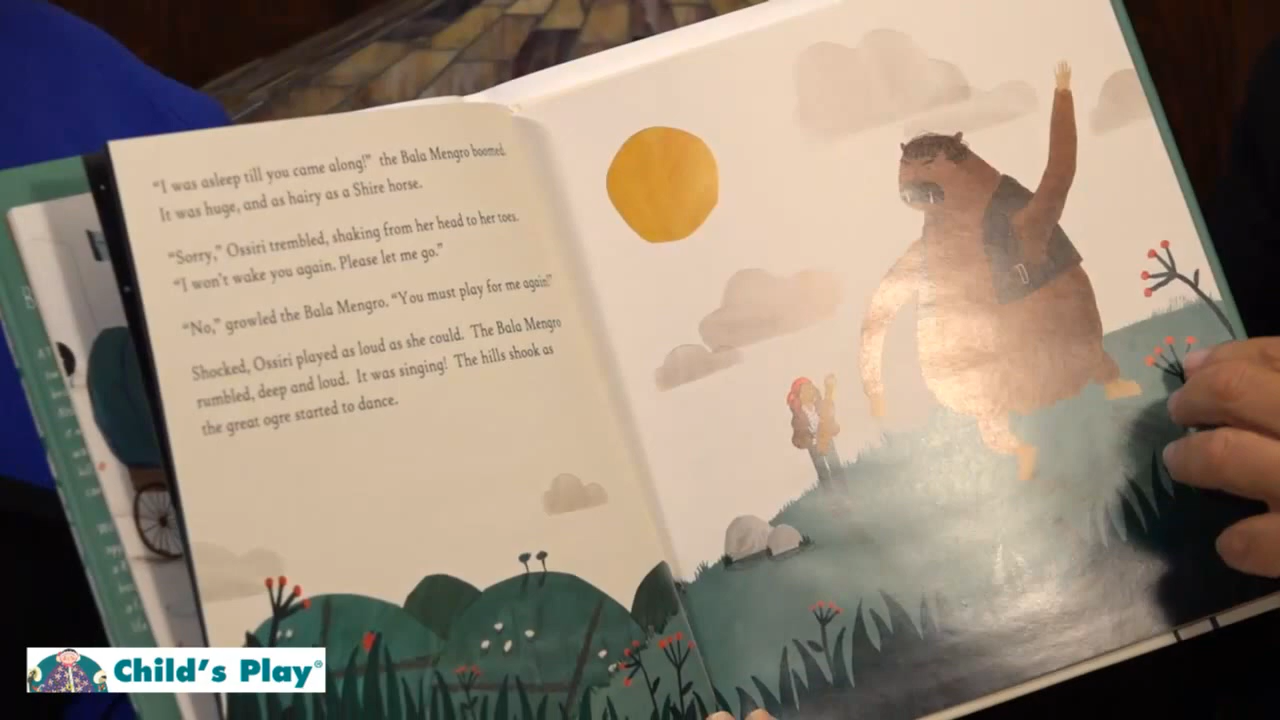 "I was asleep till you came along!" the Bala Mengro boomed.
It was huge, and as hairy as a Shire horse.
"Sorry," Ossiri trembled, shaking from her head to her toes.
"I won't wake you again. Please let me go."
"No," growled the Bala Mengro. "You must play for me again!"
Shocked, Ossiri played as loud as she could. The Bala Mengro
rumbled, deep and loud. It was singing! The hills shook as
the great ogre started to dance.
Child's Play®